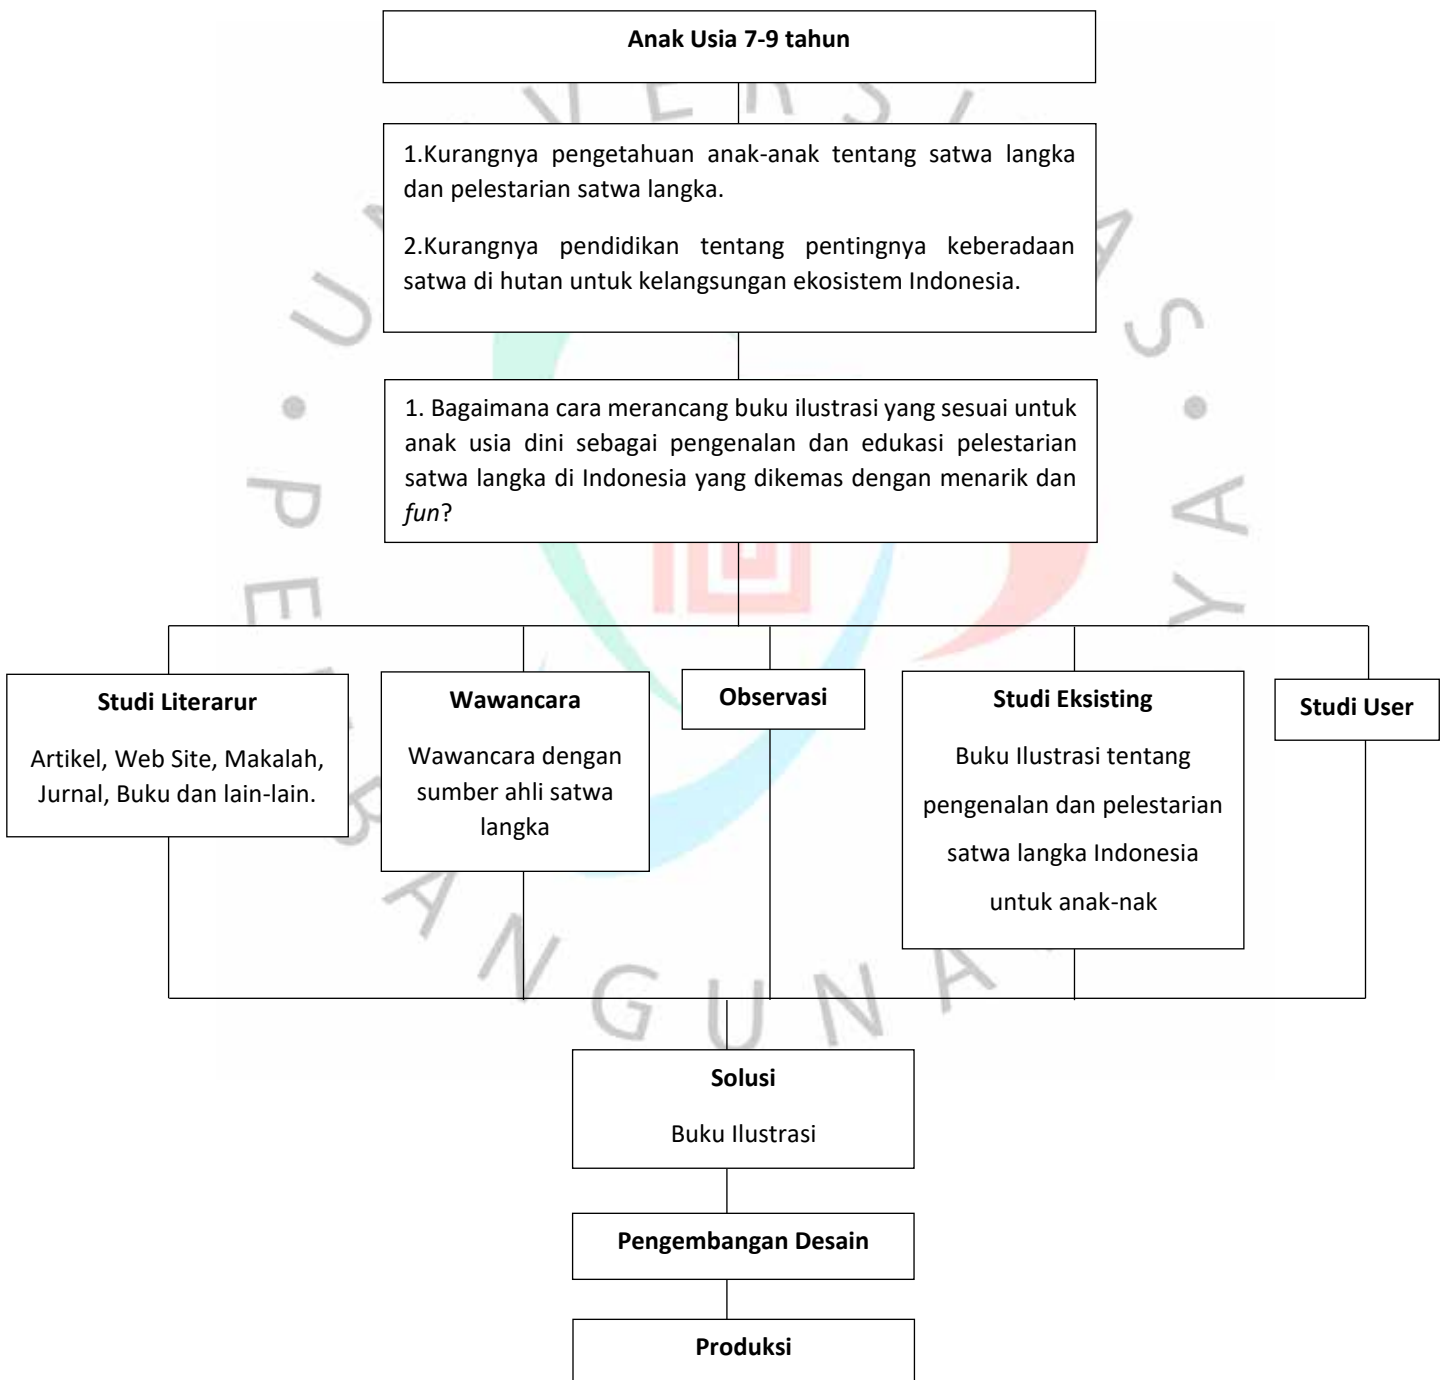 Anak Usia 7-9 tahun
1.Kurangnya pengetahuan anak-anak tentang satwa langka
dan pelestarian satwa langka.
2.Kurangnya pendidikan tentang pentingnya keberadaan
satwa di hutan untuk kelangsungan ekosistem Indonesia.
1. Bagaimana cara merancang buku ilustrasi yang sesuai untuk
anak usia dini sebagai pengenalan dan edukasi pelestarian
satwa langka di Indonesia yang dikemas dengan menarik dan
fun?
Studi Literarur
Artikel, Web Site, Makalah,
Jurnal, Buku dan lain-lain.
Wawancara
Wawancara dengan
sumber ahli satwa
langka
Observasi
Studi Eksisting
Buku Ilustrasi tentang
pengenalan dan pelestarian
satwa langka Indonesia
untuk anak-nak
Studi User
Solusi
Buku Ilustrasi
Pengembangan Desain
Produksi